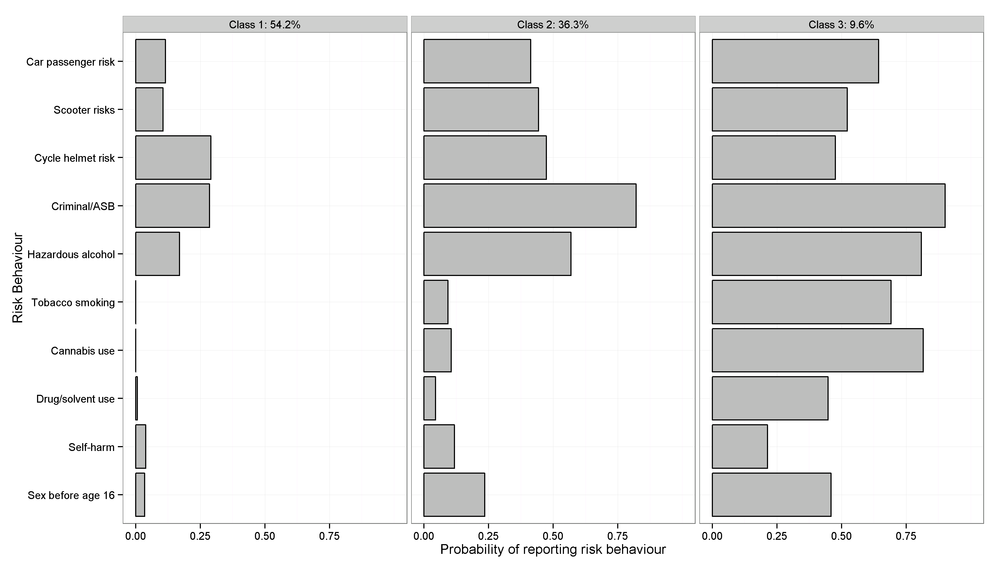 Class 1: 54.2%
Class 2: 36.3%
Class 3: 9.6%
Risk Behaviour
Car passenger risk
Scooter risks
Cycle helmet risk
Criminal/ASB
Hazardous alcohol
Tobacco smoking
Cannabis use
Drug/solvent use
Self-harm
Sex before age 16
0.00 0.25 0.50 0.75
0.00 0.25 0.50 0.75
0.00 0.25 0.50 0.75
Probability of reporting risk behaviour